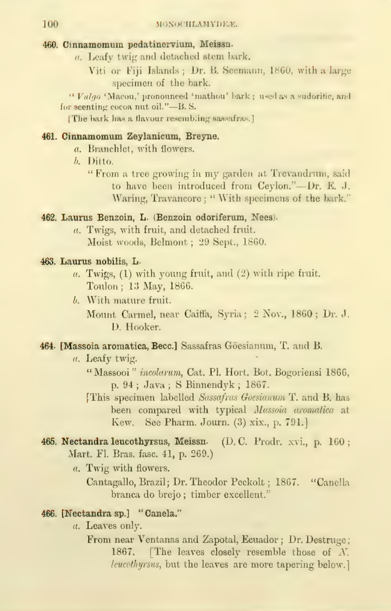 100 MONOCHLAMYDEÆ.
460. Cinnamomum pedatinervium, Meissn.
a. Leafy twig and detached stem bark.
Viti or Fiji Islands; Dr. B. Seemann, 1860, with a large
specimen of the bark.
"Valgo 'Macou,' pronounced 'mathou' bark; used as a sudorific, and
for scenting cocoa nut oil."—B. S.
[The bark has a flavour resembling sassafras.]
461. Cinnamomum Zeylanicum, Breyne.
a. Branchlet, with flowers.
b. Ditto.
"From a tree growing in my garden at Trevandrum, said
to have been introduced from Ceylon."—Dr. E. J.
Waring, Travancore; "With specimens of the bark."
462. Laurus Benzoin, L. (Benzoin odoriferum, Nees).
a. Twigs, with fruit, and detached fruit.
Moist woods, Belmont; 29 Sept., 1860.
463. Laurus nobilis, L.
a. Twigs, (1) with young fruit, and (2) with ripe fruit.
Toulon; 13 May, 1866.
b. With mature fruit.
Mount Carmel, near Caiffa, Syria; 2 Nov., 1860; Dr. J.
D. Hooker.
464. [Massoia aromatica, Becc.] Sassafras Göesianum, T. and B.
a. Leafy twig.
"Massooi" incolarum, Cat. Pl. Hort. Bot. Bogoriensi 1866,
p. 94; Java; S Binnendyk; 1867.
[This specimen labelled Sassafras Goesianum T. and B. has
been compared with typical Massoia aromatica at
Kew. See Pharm. Journ. (3) xix., p. 791.]
465. Nectandra leucothyrsus, Meissn. (D. C. Prodr. xvi., p. 160;
Mart. Fl. Bras. fasc. 41, p. 269.)
a. Twig with flowers.
Cantagallo, Brazil; Dr. Theodor Peckolt; 1867. "Canella
branca do brejo; timber excellent."
466. [Nectandra sp.] "Canela."
a. Leaves only.
From near Ventanas and Zapotal, Ecuador; Dr. Destruge;
1867. [The leaves closely resemble those of N.
leucothyrsus, but the leaves are more tapering below.]